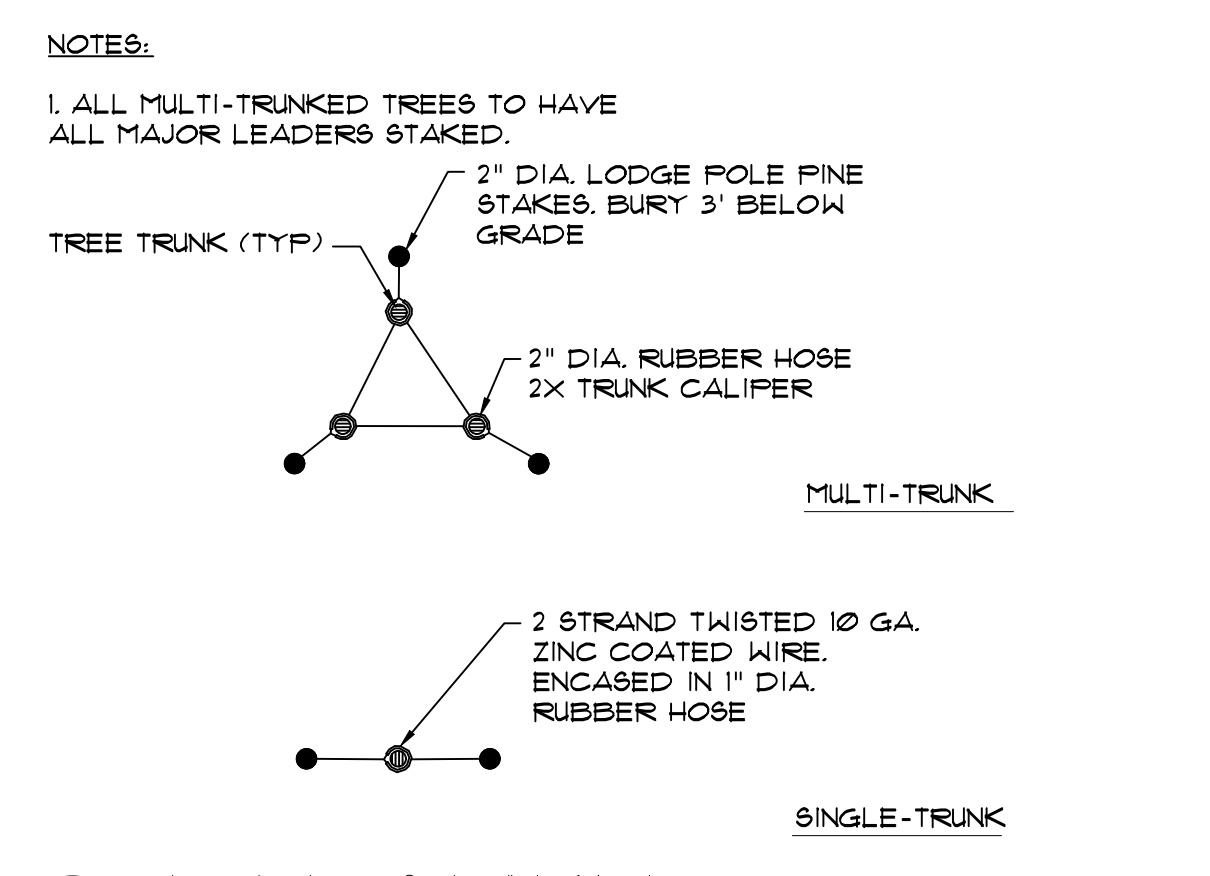 NOTES:
1. ALL MULTI-TRUNKED TREES TO HAVE
ALL MAJOR LEADERS STAKED.
2" DIA. LODGE POLE PINE
STAKES. BURY 3' BELOW
GRADE
TREE TRUNK (TYP)
2" DIA. RUBBER HOSE
2X TRUNK CALIPER
MULTI-TRUNK
2 STRAND TWISTED 10 GA.
ZINC COATED WIRE.
ENCASED IN 1" DIA.
RUBBER HOSE
SINGLE-TRUNK